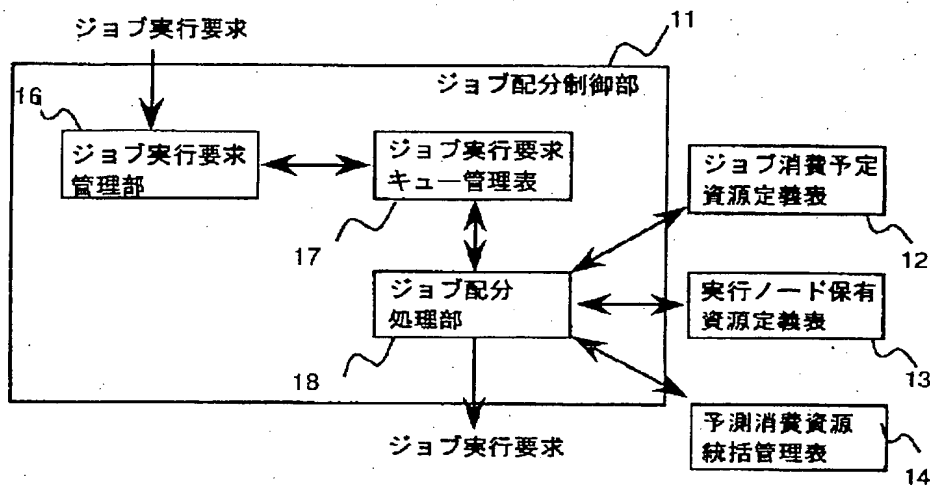 ジョブ実行要求
11
ジョブ配分制御部
16
ジョブ実行要求
管理部
ジョブ実行要求
キュー管理表
17
ジョブ消費予定
資源定義表
12
ジョブ配分
処理部
18
実行ノード保有
資源定義表
13
ジョブ実行要求
予測消費資源
統括管理表
14